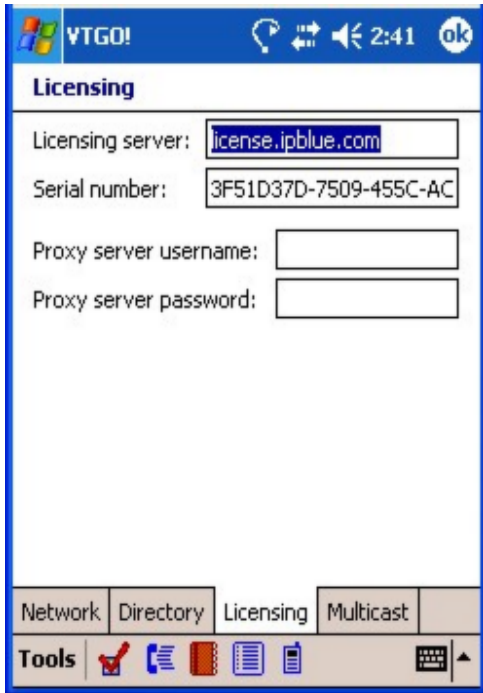 VTGO! 2:41 ok
Licensing
Licensing server: license.ipblue.com
Serial number: 3F51D37D-7509-455C-AC
Proxy server username:
Proxy server password:
Network Directory Licensing Multicast
Tools